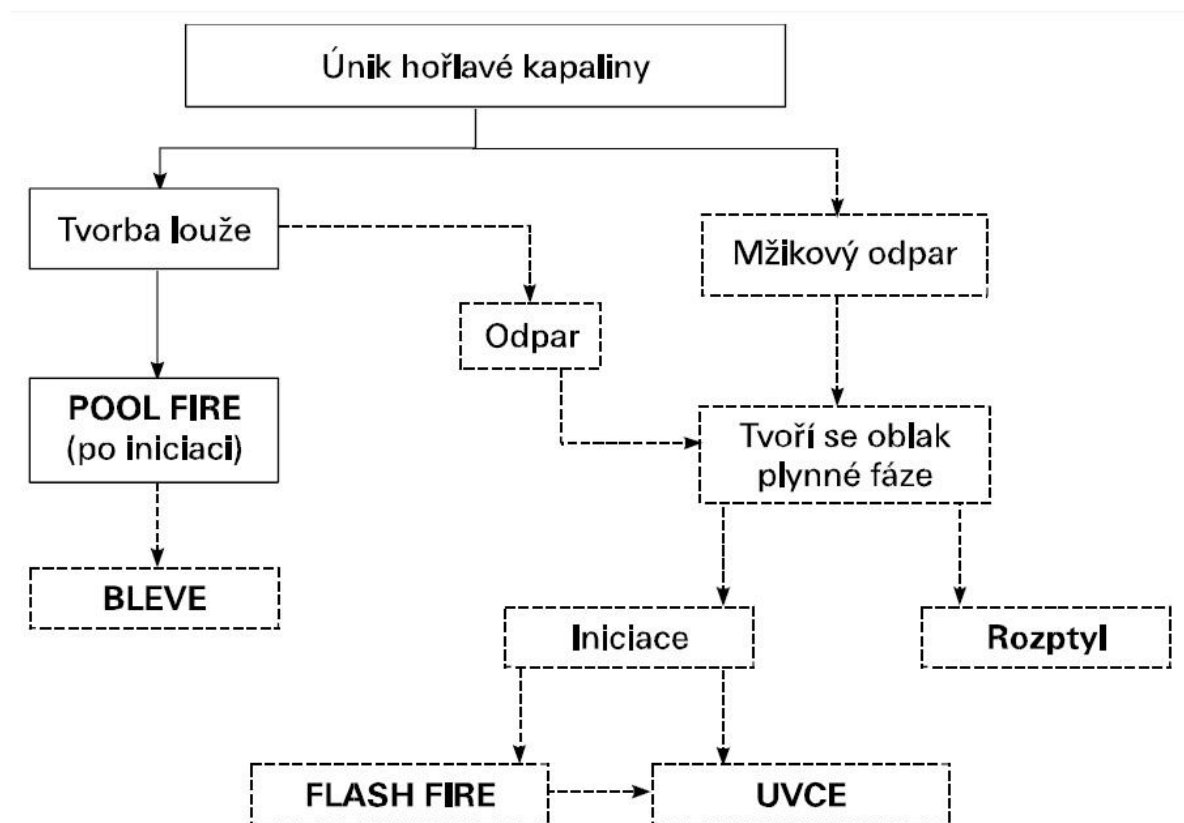 Únik hořlavé kapaliny
Tvorba louže
Mžikový odpar
Odpar
POOL FIRE
(po iniciaci)
Tvoří se oblak
plynné fáze
BLEVE
Iniciace
Rozptyl
FLASH FIRE
UVCE